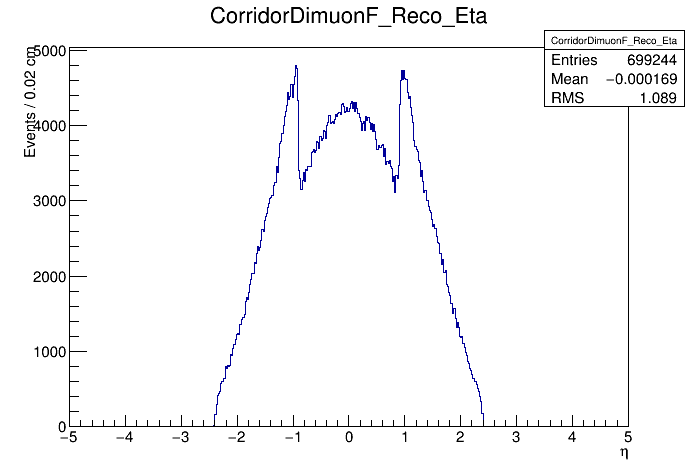 CorridorDimuonF_Reco_Eta
CorridorDimuonF_Reco_Eta
Entries 699244
Mean −0.000169
RMS 1.089
Events / 0.02 cm
5000
4000
3000
2000
1000
0
−5 −4 −3 −2 −1 0 1 2 3 4 5
η